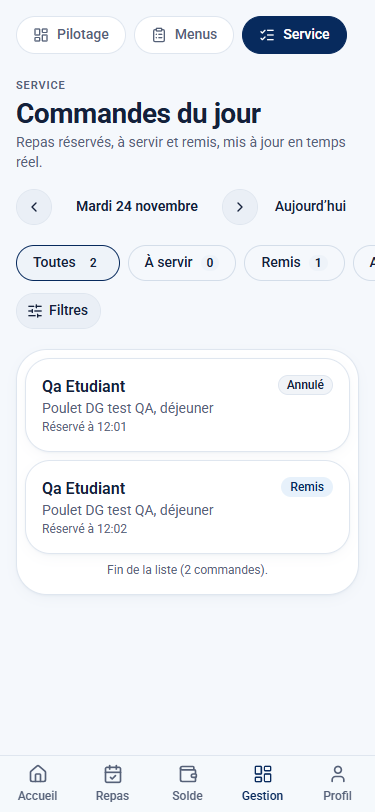 Pilotage
Menus
Service
SERVICE
Commandes du jour
Repas réservés, à servir et remis, mis à jour en temps
réel.
Mardi 24 novembre
Aujourd'hui
Toutes 2
À servir 0
Remis 1
A
Filtres
Qa Etudiant
Annulé
Poulet DG test QA, déjeuner
Réservé à 12:01
Qa Etudiant
Remis
Poulet DG test QA, déjeuner
Réservé à 12:02
Fin de la liste (2 commandes).
Accueil
Repas
Solde
Gestion
Profil